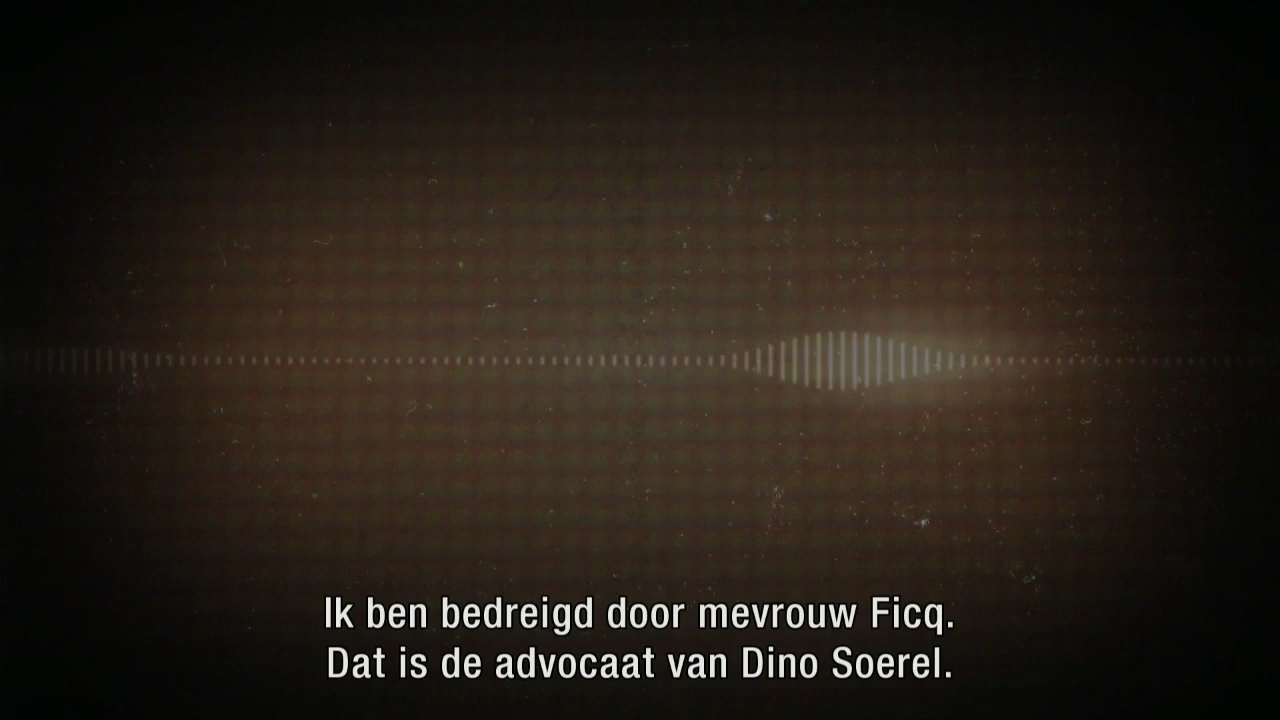 Ik ben bedreigd door mevrouw Ficq.
Dat is de advocaat van Dino Soerel.